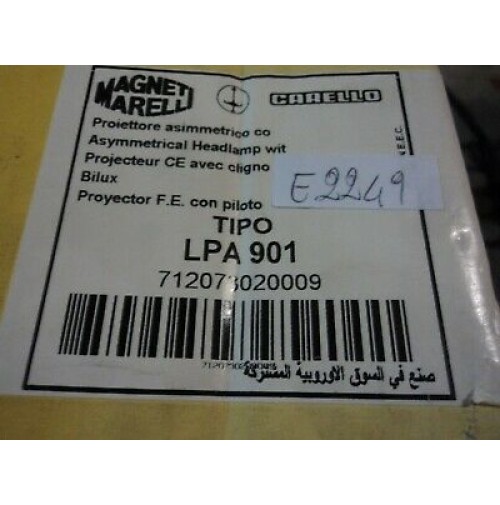 MAGNETI MARELLI CARELLO
Proiettore asimmetrico co
Asymmetrical Headlamp wit
Projecteur CE avec cligno
Bilux
Proyector F.E. con piloto
E2249
TIPO
LPA 901
712073020009
صنع في السوق الاوروبية المشتركة